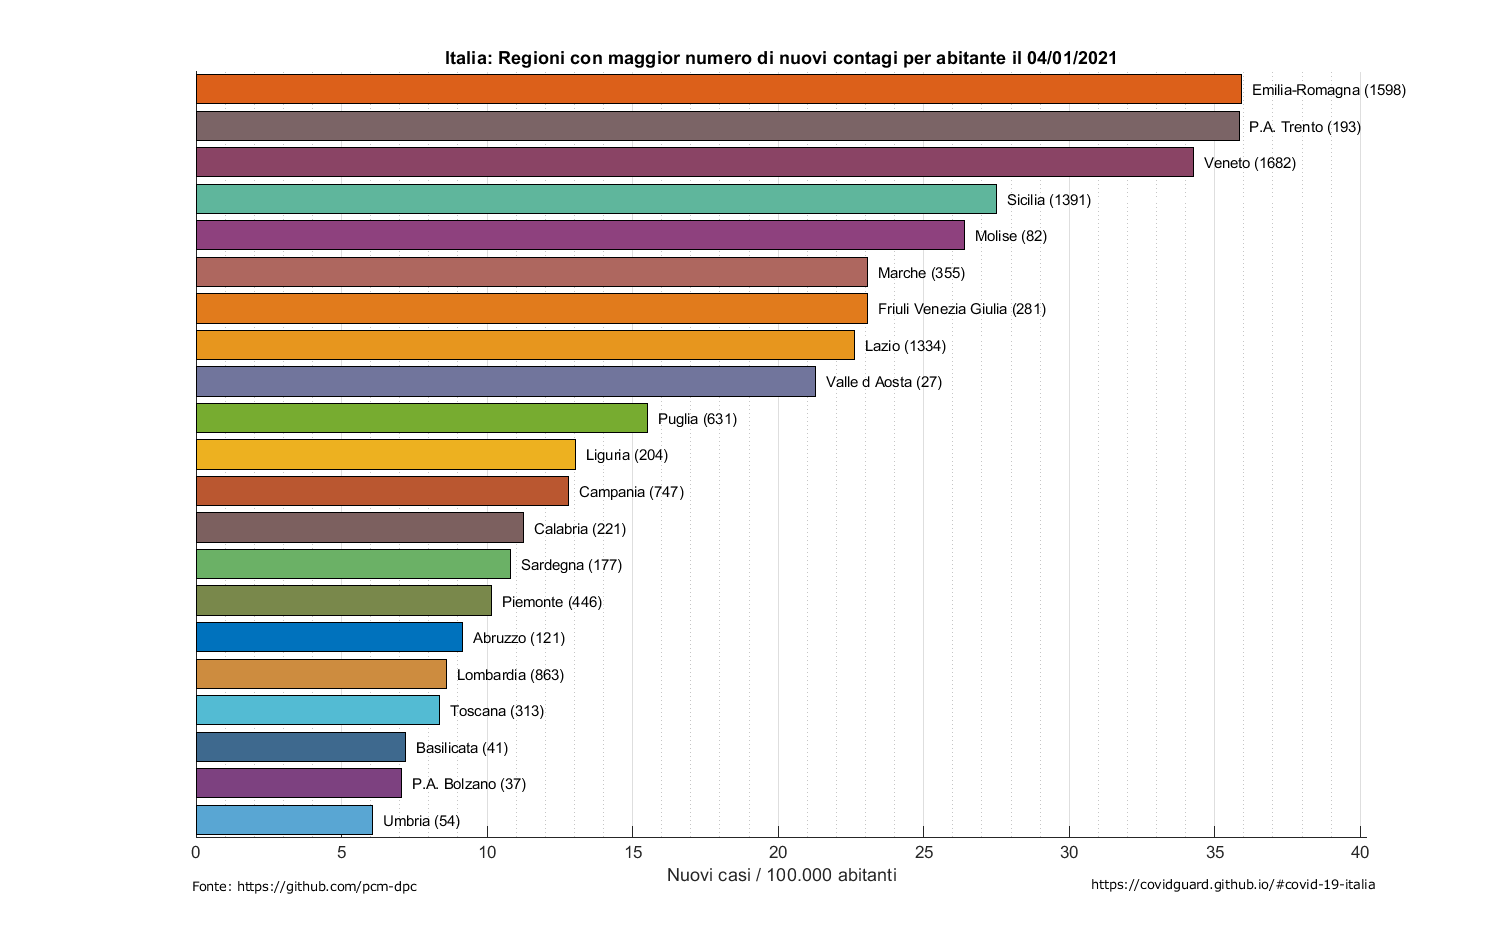 Italia: Regioni con maggior numero di nuovi contagi per abitante il 04/01/2021
Emilia-Romagna (1598)
P.A. Trento (193)
Veneto (1682)
Sicilia (1391)
Molise (82)
Marche (355)
Friuli Venezia Giulia (281)
Lazio (1334)
Valle d Aosta (27)
Puglia (631)
Liguria (204)
Campania (747)
Calabria (221)
Sardegna (177)
Piemonte (446)
Abruzzo (121)
Lombardia (863)
Toscana (313)
Basilicata (41)
P.A. Bolzano (37)
Umbria (54)
0 5 10 15 20 25 30 35 40
Nuovi casi / 100.000 abitanti
Fonte: https://github.com/pcm-dpc
https://covidguard.github.io/#covid-19-italia